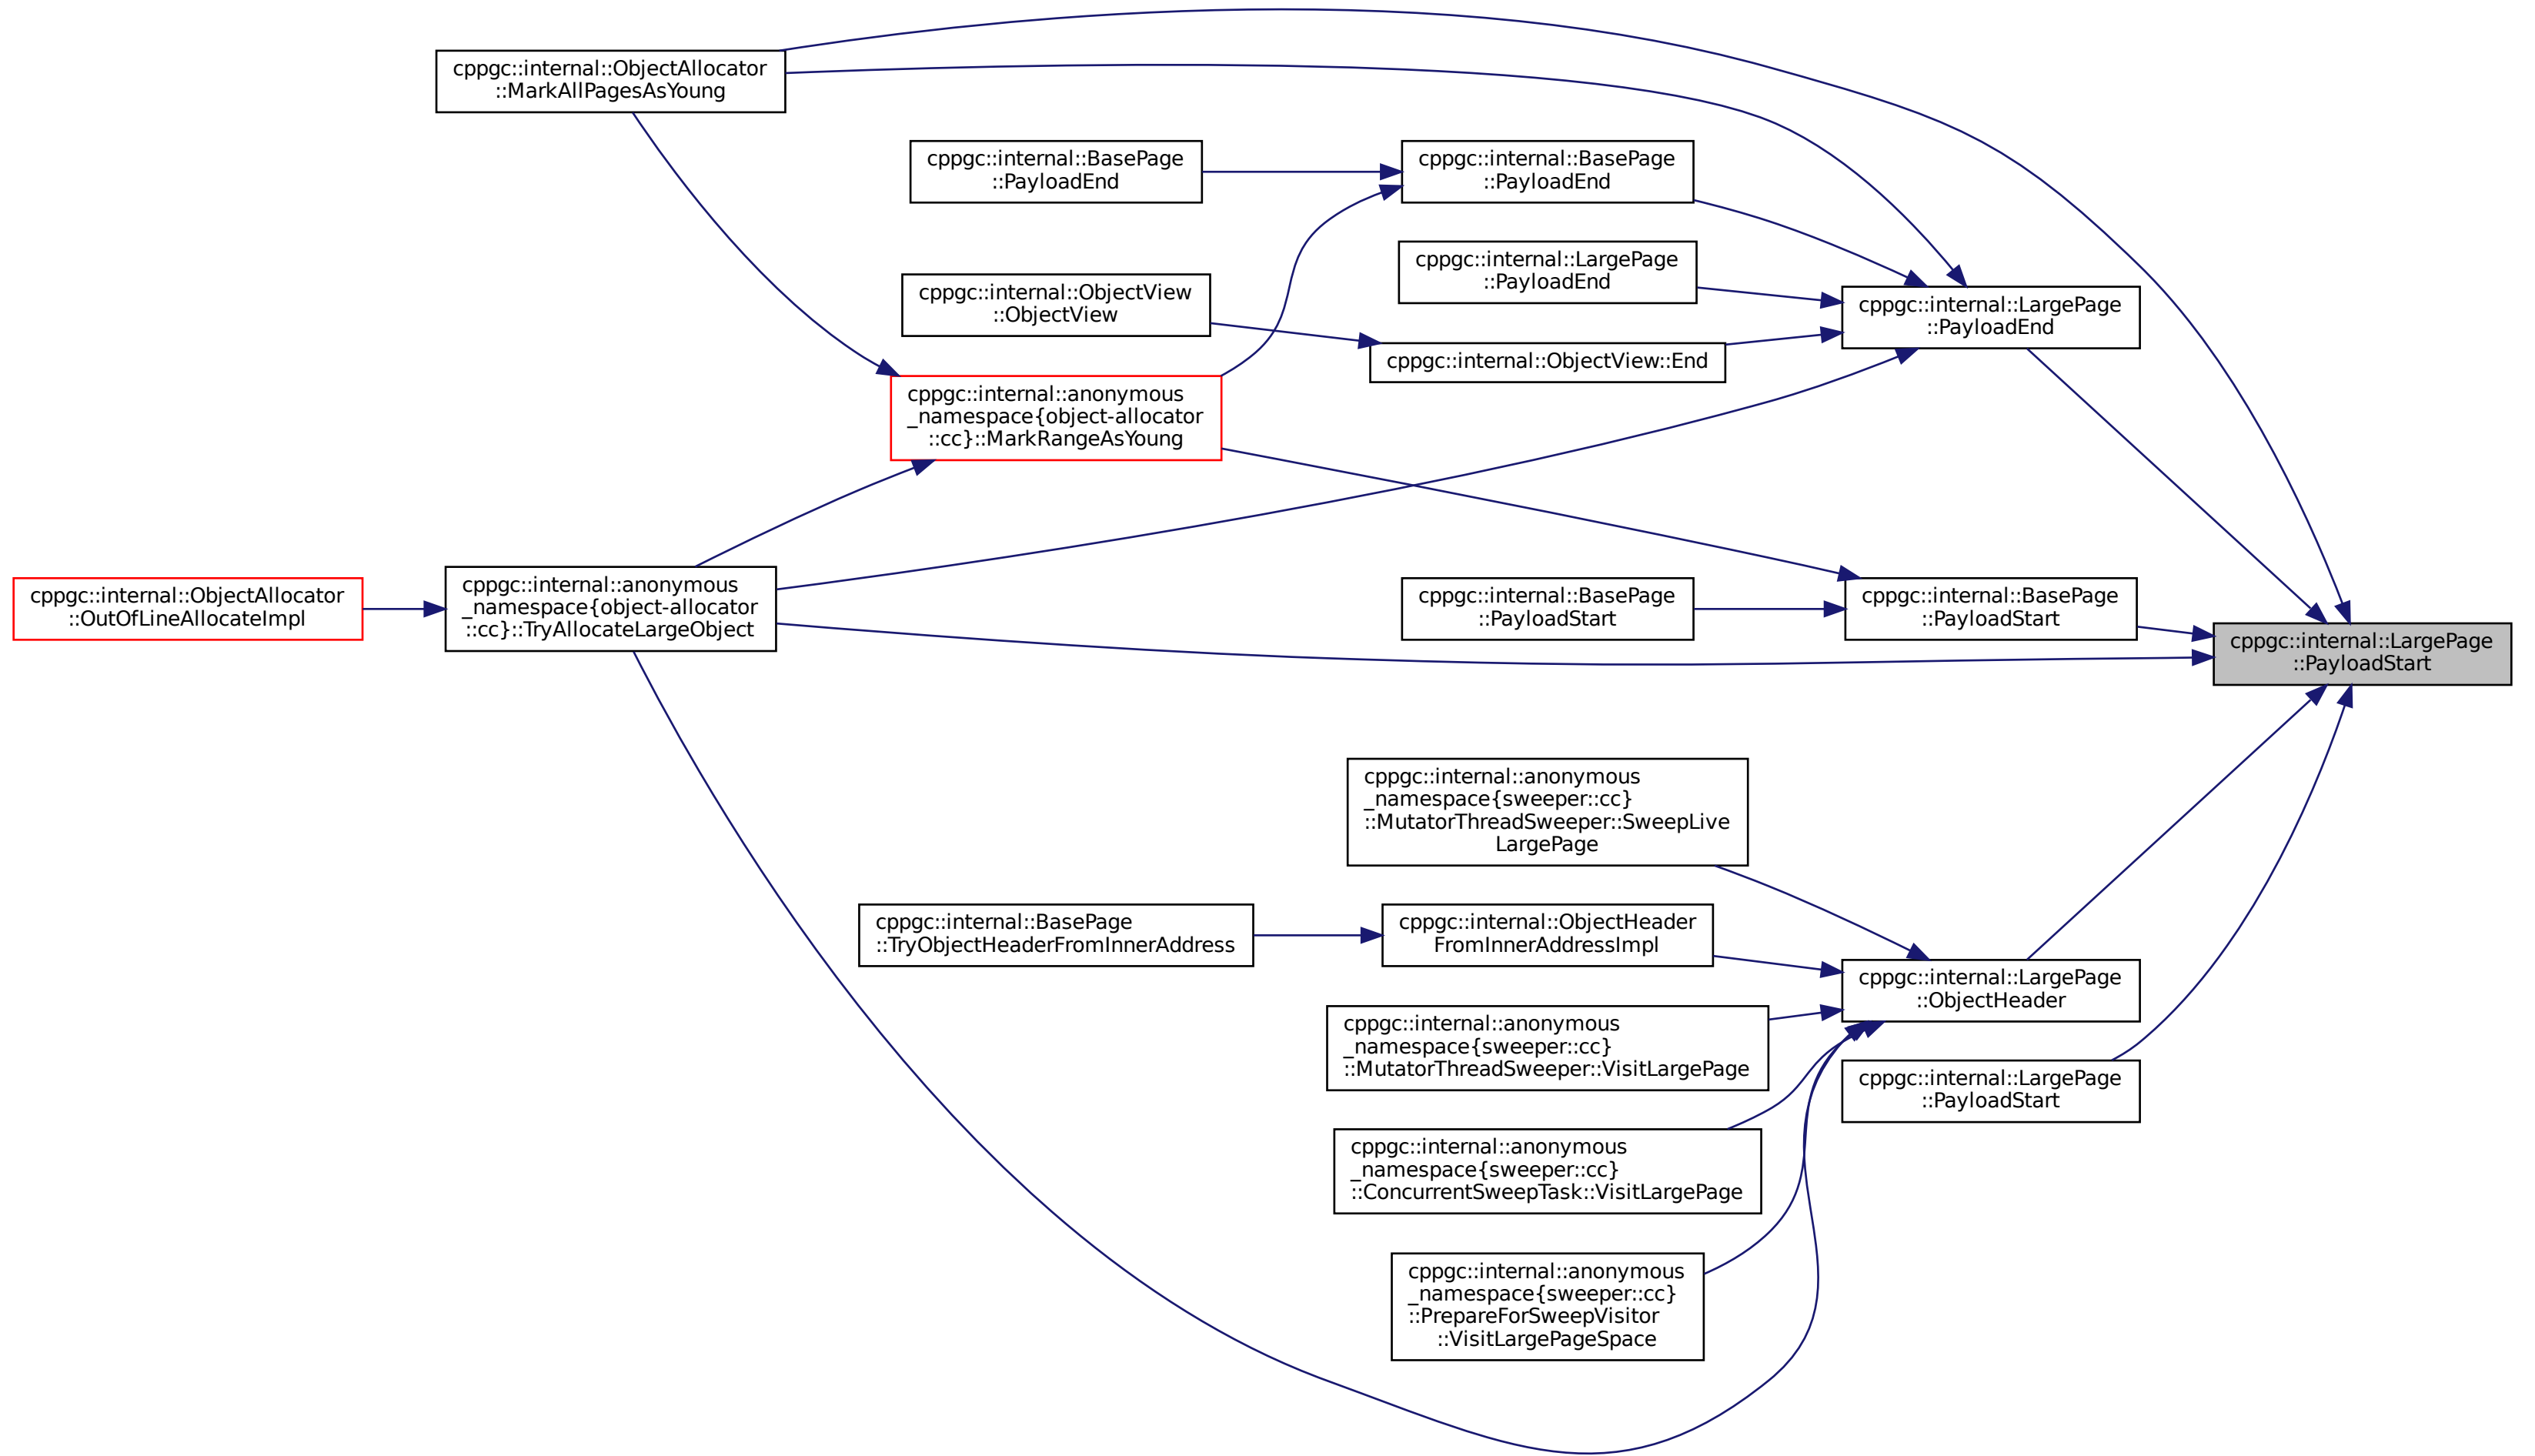 cppgc::internal::ObjectAllocator
::MarkAllPagesAsYoung
cppgc::internal::BasePage
::PayloadEnd
cppgc::internal::BasePage
::PayloadEnd
cppgc::internal::LargePage
::PayloadEnd
cppgc::internal::ObjectView
::ObjectView
cppgc::internal::LargePage
::PayloadEnd
cppgc::internal::ObjectView::End
cppgc::internal::anonymous
_namespace{object-allocator
::cc}::MarkRangeAsYoung
cppgc::internal::ObjectAllocator
::OutOfLineAllocateImpl
cppgc::internal::anonymous
_namespace{object-allocator
::cc}::TryAllocateLargeObject
cppgc::internal::BasePage
::PayloadStart
cppgc::internal::BasePage
::PayloadStart
cppgc::internal::LargePage
::PayloadStart
cppgc::internal::anonymous
_namespace{sweeper::cc}
::MutatorThreadSweeper::SweepLive
LargePage
cppgc::internal::BasePage
::TryObjectHeaderFromInnerAddress
cppgc::internal::ObjectHeader
FromInnerAddressImpl
cppgc::internal::LargePage
::ObjectHeader
cppgc::internal::anonymous
_namespace{sweeper::cc}
::MutatorThreadSweeper::VisitLargePage
cppgc::internal::LargePage
::PayloadStart
cppgc::internal::anonymous
_namespace{sweeper::cc}
::ConcurrentSweepTask::VisitLargePage
cppgc::internal::anonymous
_namespace{sweeper::cc}
::PrepareForSweepVisitor
::VisitLargePageSpace